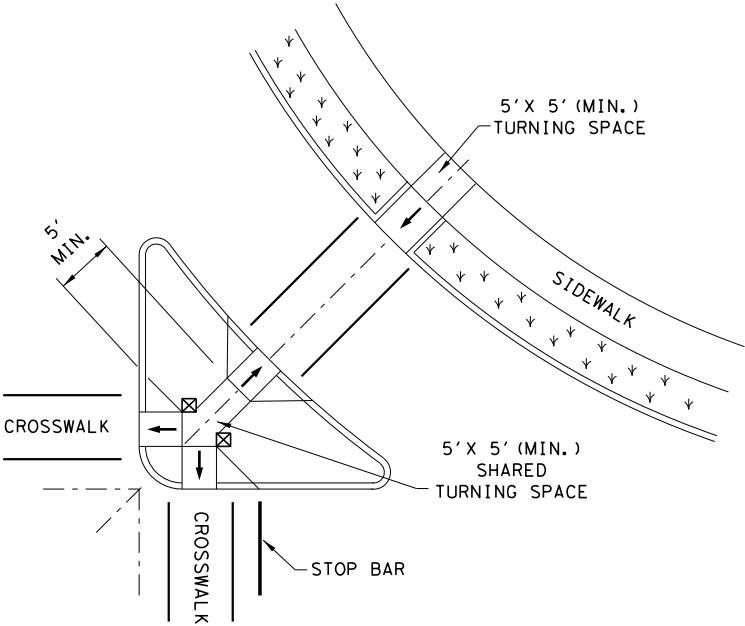 5'X 5' (MIN.)
TURNING SPACE
5'
MIN.
SIDEWALK
CROSSWALK
5'X 5' (MIN.)
SHARED
TURNING SPACE
CROSSWALK
STOP BAR